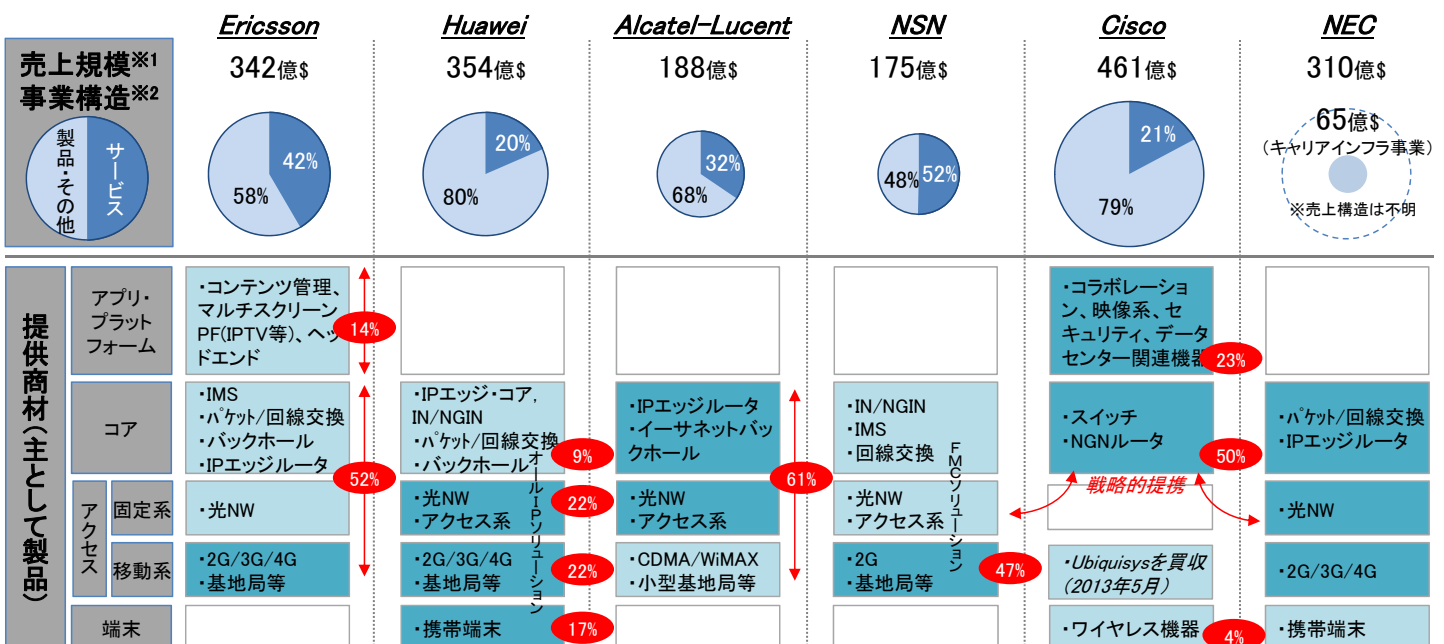 Ericsson
Huawei
Alcatel-Lucent
NSN
Cisco
NEC
売上規模※1
事業構造※2
製品・その他
サービス
342億$
354億$
188億$
175億$
461億$
310億$
42%
58%
20%
80%
32%
68%
48%
52%
21%
79%
65億$
(キャリアインフラ事業)
※売上構造は不明
提供商材(主として製品)
アプリ・
プラット
フォーム
・コンテンツ管理、
マルチスクリーン
PF(IPTV等)、ヘッ
ドエンド
14%
・コラボレーショ
ン、映像系、セ
キュリティ、データ
センター関連機器
23%
コア
・IMS
・パケット/回線交換
・バックホール
・IPエッジルータ
52%
・IPエッジ・コア,
IN/NGIN
・パケット/回線交換
・バックホール
9%
・IPエッジルータ
・イーサネットバッ
クホール
61%
・IN/NGIN
・IMS
・回線交換
・スイッチ
・NGNルータ
50%
・パケット/回線交換
・IPエッジルータ
アクセス
固定系
・光NW
・光NW
・アクセス系
22%
・光NW
・アクセス系
・光NW
・アクセス系
戦略的提携
・光NW
移動系
・2G/3G/4G
・基地局等
・2G/3G/4G
・基地局等
22%
・CDMA/WiMAX
・小型基地局等
・2G
基地局等
47%
・Ubiquisysを買収
(2013年5月)
・2G/3G/4G
オールIPソリューション
FMCソリューション
端末
・携帯端末
17%
・ワイヤレス機器
4%
・携帯端末